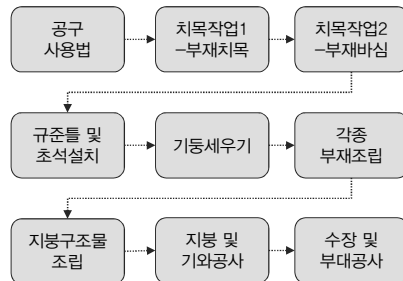 공구
사용법
치목작업1
-부재치목
치목작업2
-부재바심
규준틀 및
초석설치
기둥세우기
각종
부재조립
지붕구조물
조립
지붕 및
기와공사
수장 및
부대공사